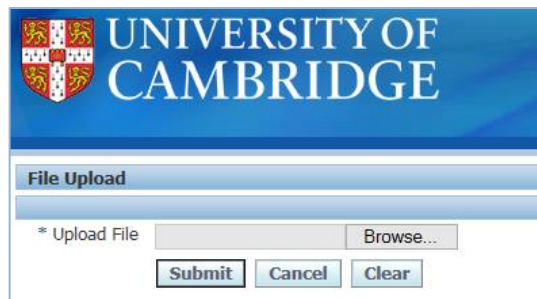 UNIVERSITY OF
CAMBRIDGE
File Upload
* Upload File Browse...
Submit Cancel Clear